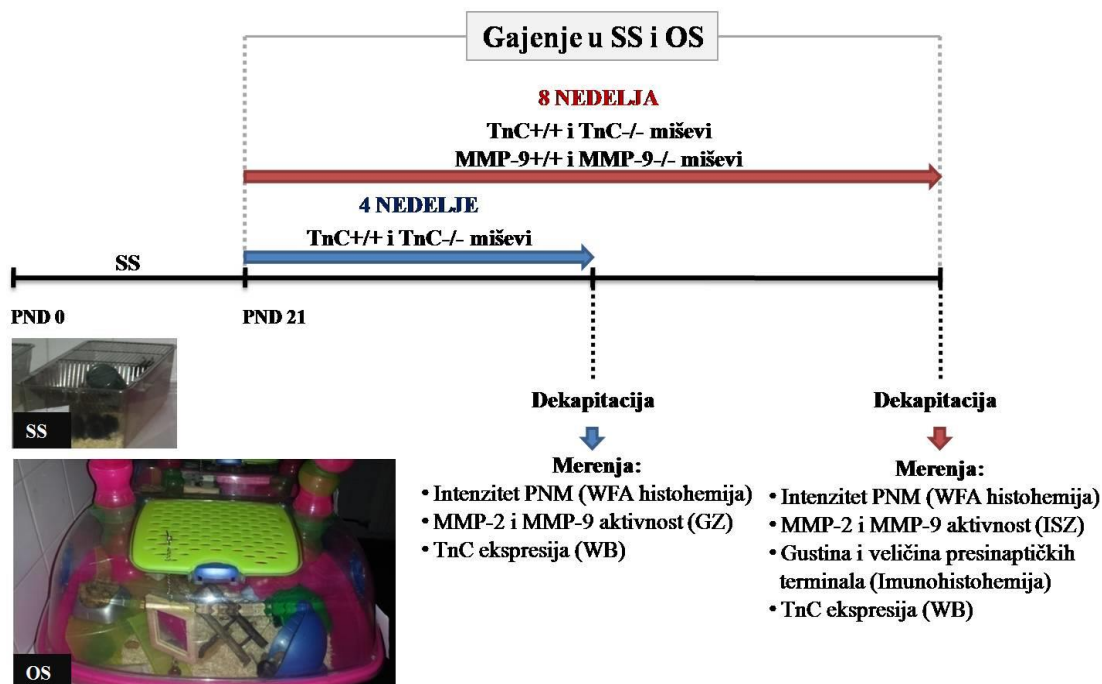 Gajenje u SS i OS
8 NEDELJA
TnC+/+ i TnC-/- miševi
MMP-9+/+ i MMP-9-/- miševi
4 NEDELJE
TnC+/+ i TnC-/- miševi
SS
PND 0
PND 21
SS
OS
Dekapitacija
Merenja:
• Intenzitet PNM (WFA histohemija)
• MMP-2 i MMP-9 aktivnost (GZ)
• TnC ekspresija (WB)
Dekapitacija
Merenja:
• Intenzitet PNM (WFA histohemija)
• MMP-2 i MMP-9 aktivnost (ISZ)
• Gustina i veličina presinaptičkih
terminala (Imunohistohemija)
• TnC ekspresija (WB)